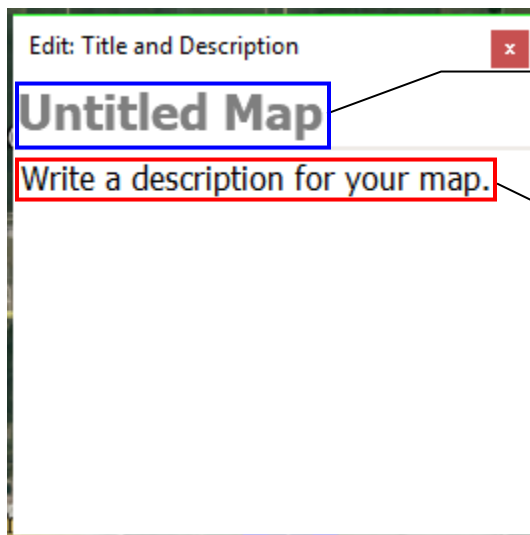 Edit: Title and Description
x
Untitled Map
Write a description for your map.